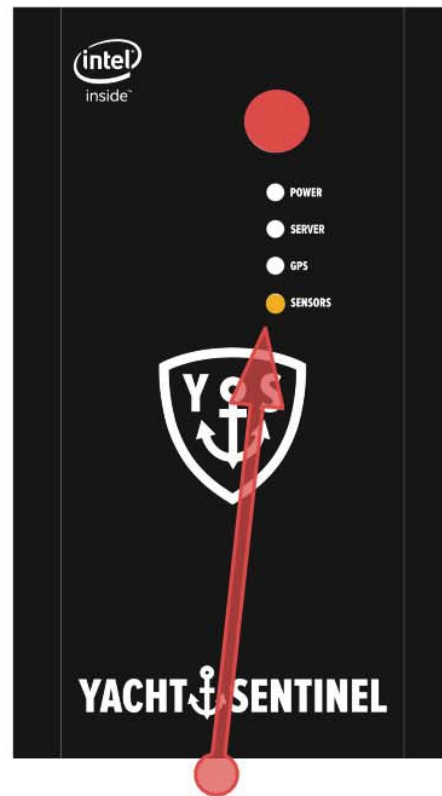 intel
inside™
POWER
SERVER
GPS
SENSORS
Y S
YACHT SENTINEL